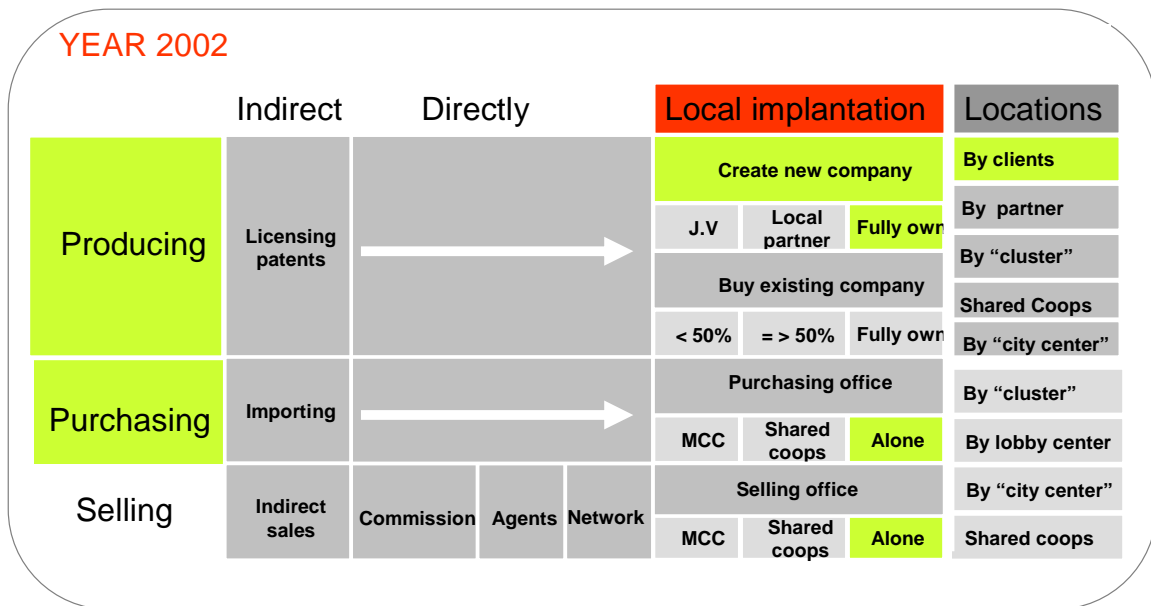 YEAR 2002
Indirect
Directly
Local implantation
Locations
Producing
Licensing
patents
Create new company
J.V
Local
partner
Fully own
Buy existing company
< 50%
= > 50%
Fully own
By clients
By partner
By “cluster”
Shared Coops
By “city center”
Purchasing
Importing
Purchasing office
MCC
Shared
coops
Alone
By “cluster”
By lobby center
Selling
Indirect
sales
Commission
Agents
Network
Selling office
MCC
Shared
coops
Alone
By “city center”
Shared coops